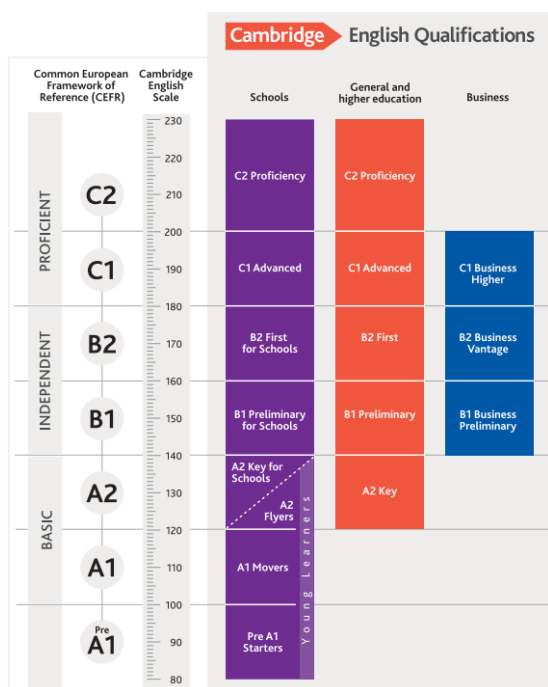 Cambridge English Qualifications
Common European
Framework of
Reference (CEFR)
Cambridge
English
Scale
Schools
General and
higher education
Business
PROFICIENT
INDEPENDENT
BASIC
C2
C1
B2
B1
A2
A1
Pre
A1
230
220
210
200
190
180
170
160
150
140
130
120
110
100
90
80
C2 Proficiency
C1 Advanced
B2 First
for Schools
B1 Preliminary
for Schools
A2 Key for
Schools
A2
Flyers
A1 Movers
Pre A1
Starters
Young Learners
C2 Proficiency
C1 Advanced
B2 First
B1 Preliminary
A2 Key
C1 Business
Higher
B2 Business
Vantage
B1 Business
Preliminary